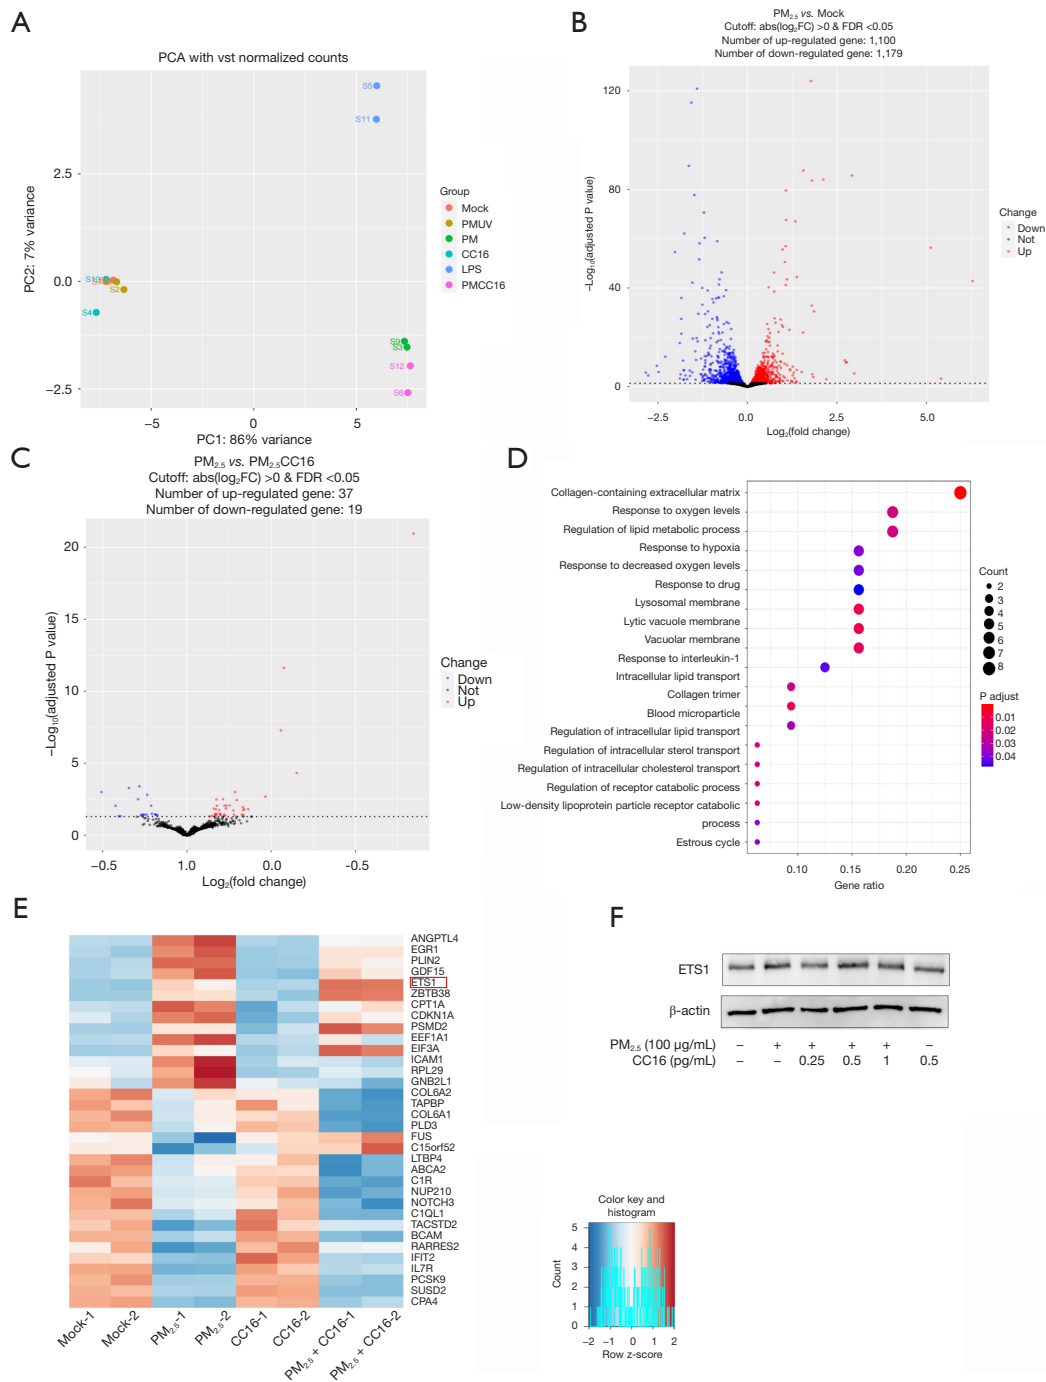 A
PCA with vst normalized counts
S5
S11
S4
S2
S9
S3
S12
S6
2.5
0.0
−2.5
−5
0
5
PC2: 7% variance
PC1: 86% variance
Group
Mock
PMUV
PM
CC16
LPS
PMCC16
B
PM2.5 vs. Mock
Cutoff: abs(log2FC) >0 & FDR <0.05
Number of up-regulated gene: 1,100
Number of down-regulated gene: 1,179
120
80
40
0
−2.5
0.0
2.5
5.0
−Log10(adjusted P value)
Log2(fold change)
Change
Down
Not
Up
C
PM2.5 vs. PM2.5CC16
Cutoff: abs(log2FC) >0 & FDR <0.05
Number of up-regulated gene: 37
Number of down-regulated gene: 19
20
15
10
5
0
−0.5
1.0
0.0
−0.5
−Log10(adjusted P value)
Log2(fold change)
Change
Down
Not
Up
D
Collagen-containing extracellular matrix
Response to oxygen levels
Regulation of lipid metabolic process
Response to hypoxia
Response to decreased oxygen levels
Response to drug
Lysosomal membrane
Lytic vacuole membrane
Vacuolar membrane
Response to interleukin-1
Intracellular lipid transport
Collagen trimer
Blood microparticle
Regulation of intracellular lipid transport
Regulation of intracellular sterol transport
Regulation of intracellular cholesterol transport
Regulation of receptor catabolic process
Low-density lipoprotein particle receptor catabolic
process
Estrous cycle
0.10
0.15
0.20
0.25
Gene ratio
Count
2
3
4
5
6
7
8
P adjust
0.01
0.02
0.03
0.04
E
ANGPTL4
EGR1
PLIN2
GDF15
ETS1
ZBTB38
CPT1A
CDKN1A
PSMD2
EEF1A1
EIF3A
ICAM1
RPL29
GNB2L1
COL6A2
TAPBP
COL6A1
PLD3
FUS
C15orf52
LTBP4
ABCA2
C1R
NUP210
NOTCH3
C1QL1
TACSTD2
BCAM
RARRES2
IFIT2
IL7R
PCSK9
SUSD2
CPA4
Mock-1
Mock-2
PM2.5-1
PM2.5-2
CC16-1
CC16-2
PM2.5 + CC16-1
PM2.5 + CC16-2
F
ETS1
β-actin
PM2.5 (100 μg/mL) − + + + + −
CC16 (pg/mL) − − 0.25 0.5 1 0.5
Color key and
histogram
5
4
3
2
1
0
Count
−2 −1 0 1 2
Row z-score